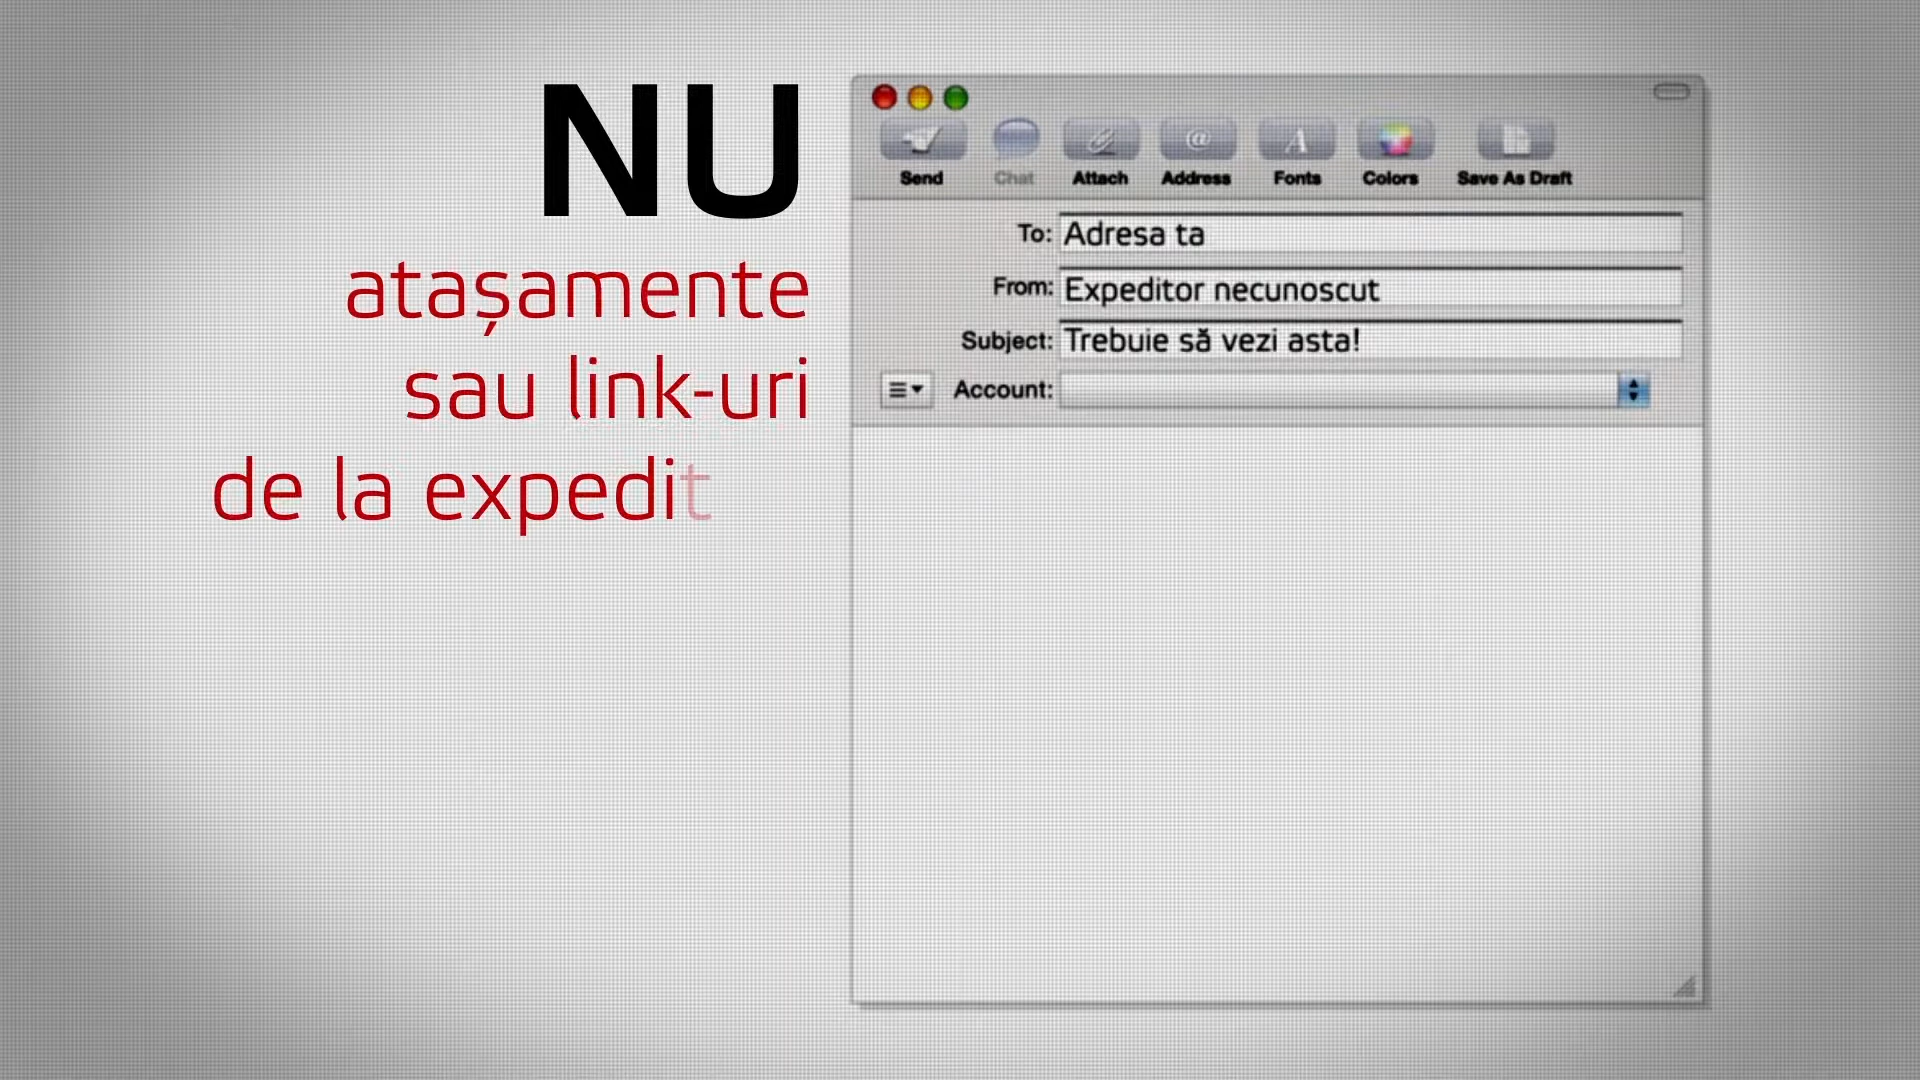 NU
atașamente
sau link-uri
de la expedit
Send Chat Attach Address Fonts Colors Save As Draft
To: Adresa ta
From: Expeditor necunoscut
Subject: Trebuie să vezi asta!
Account: